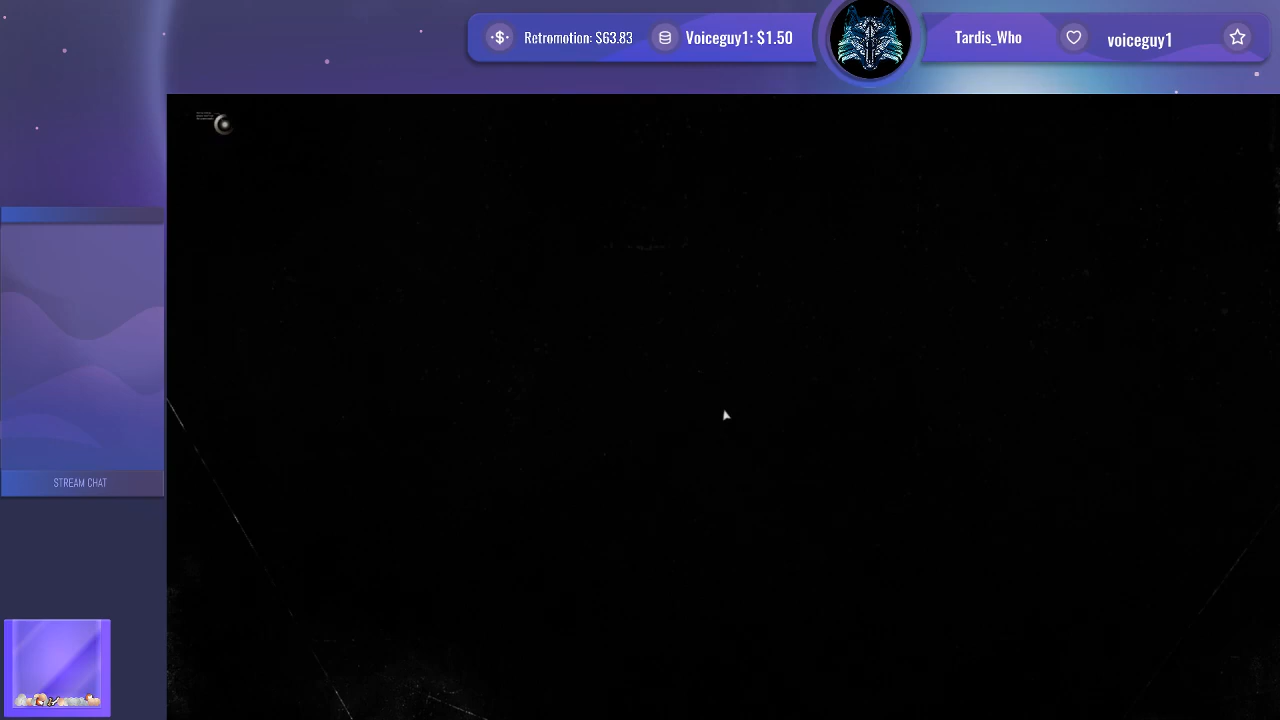 Retromotion: $63.83
Voiceguy1: $1.50
Tardis_Who
voiceguy1
STREAM CHAT